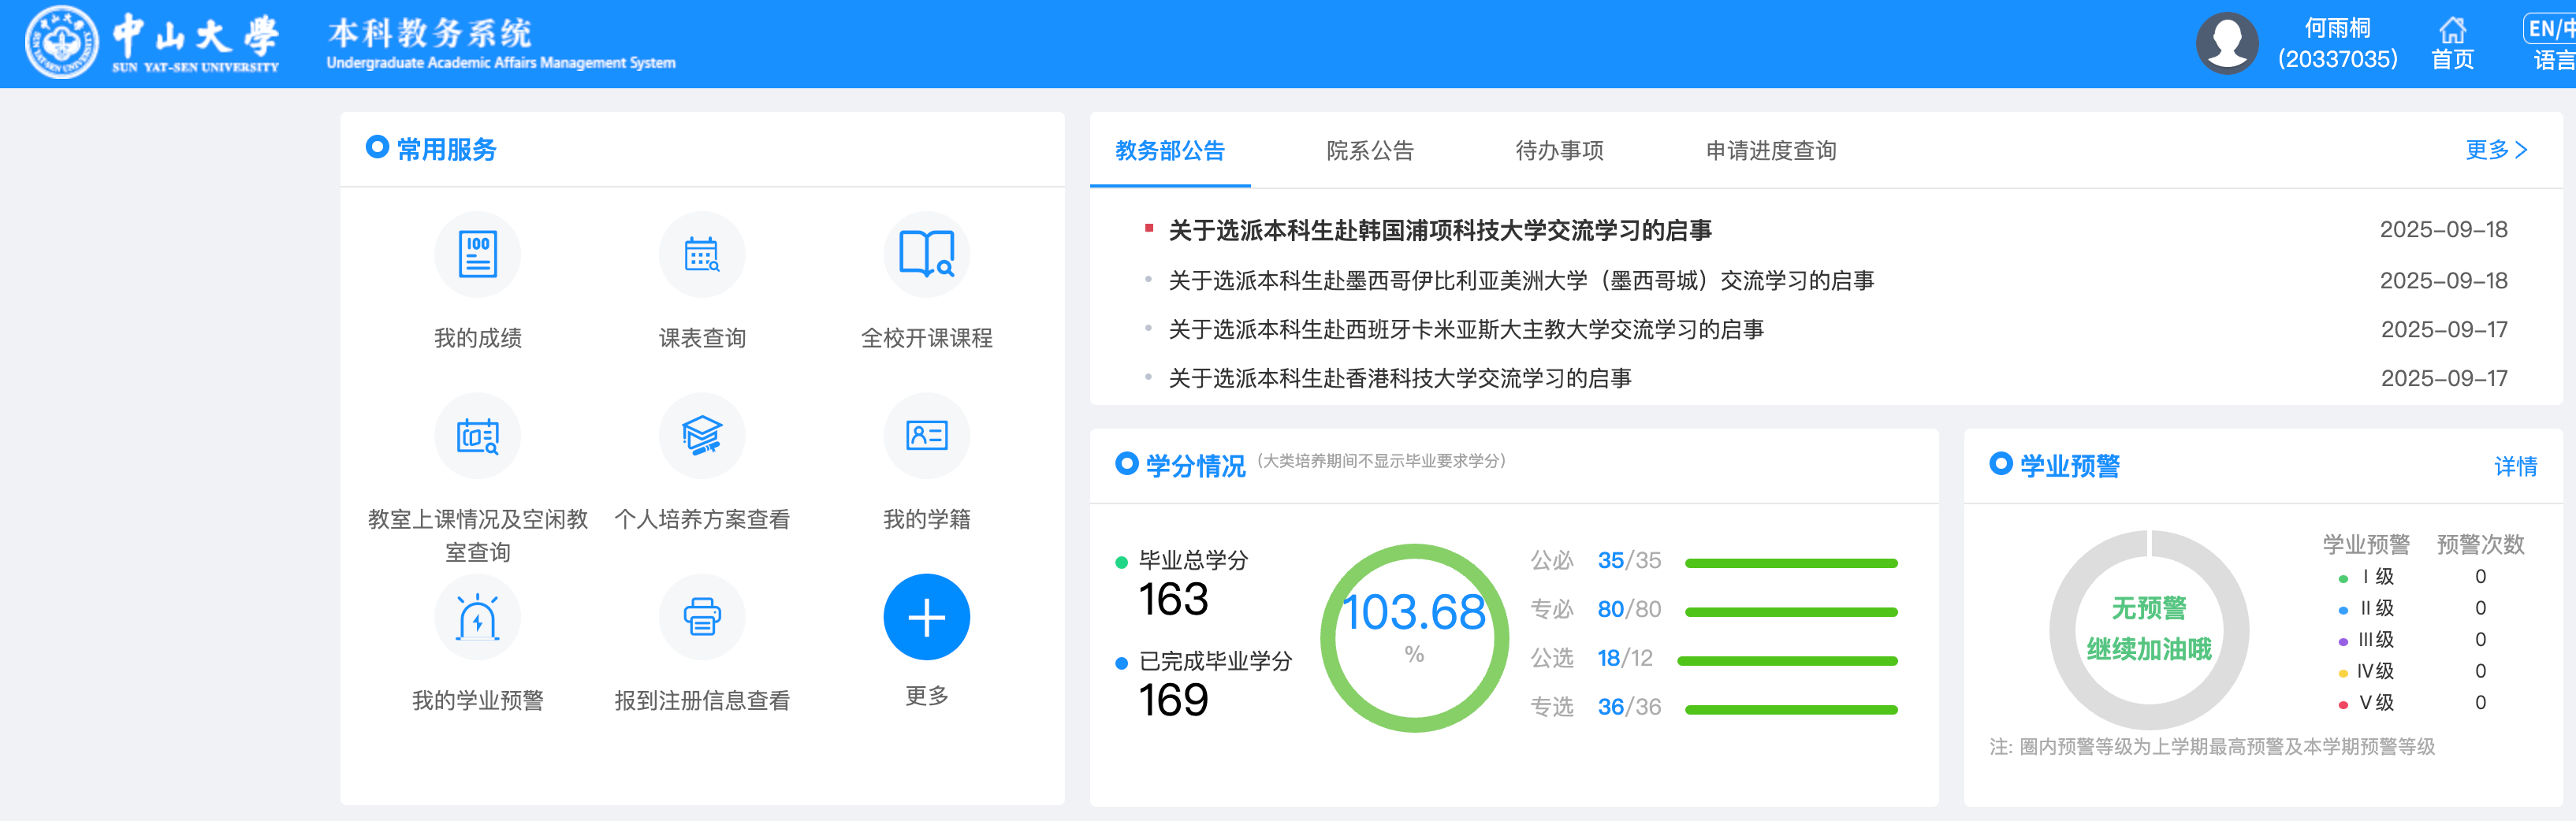 中山大學
SUN YAT-SEN UNIVERSITY
本科教务系统
Undergraduate Academic Affairs Management System
何雨桐
(20337035)
首页
EN/中
语言
常用服务
100
我的成绩
课表查询
全校开课课程
教室上课情况及空闲教
室查询
个人培养方案查看
我的学籍
我的学业预警
报到注册信息查看
更多
教务部公告 院系公告 待办事项 申请进度查询 更多
关于选派本科生赴韩国浦项科技大学交流学习的启事 2025-09-18
关于选派本科生赴墨西哥伊比利亚美洲大学（墨西哥城）交流学习的启事 2025-09-18
关于选派本科生赴西班牙卡米亚斯大主教大学交流学习的启事 2025-09-17
关于选派本科生赴香港科技大学交流学习的启事 2025-09-17
学分情况 (大类培养期间不显示毕业要求学分)
毕业总学分
163
已完成毕业学分
169
103.68
%
公必 35/35
专必 80/80
公选 18/12
专选 36/36
学业预警 详情
无预警
继续加油哦
学业预警 预警次数
I 级 0
II 级 0
III级 0
IV级 0
V 级 0
注: 圈内预警等级为上学期最高预警及本学期预警等级